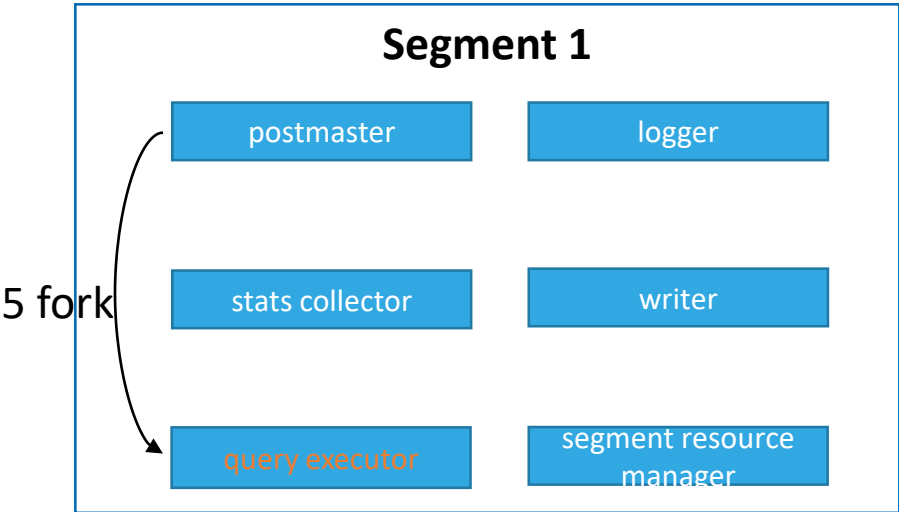 Segment 1
postmaster
logger
5 fork
stats collector
writer
query executor
segment resource
manager